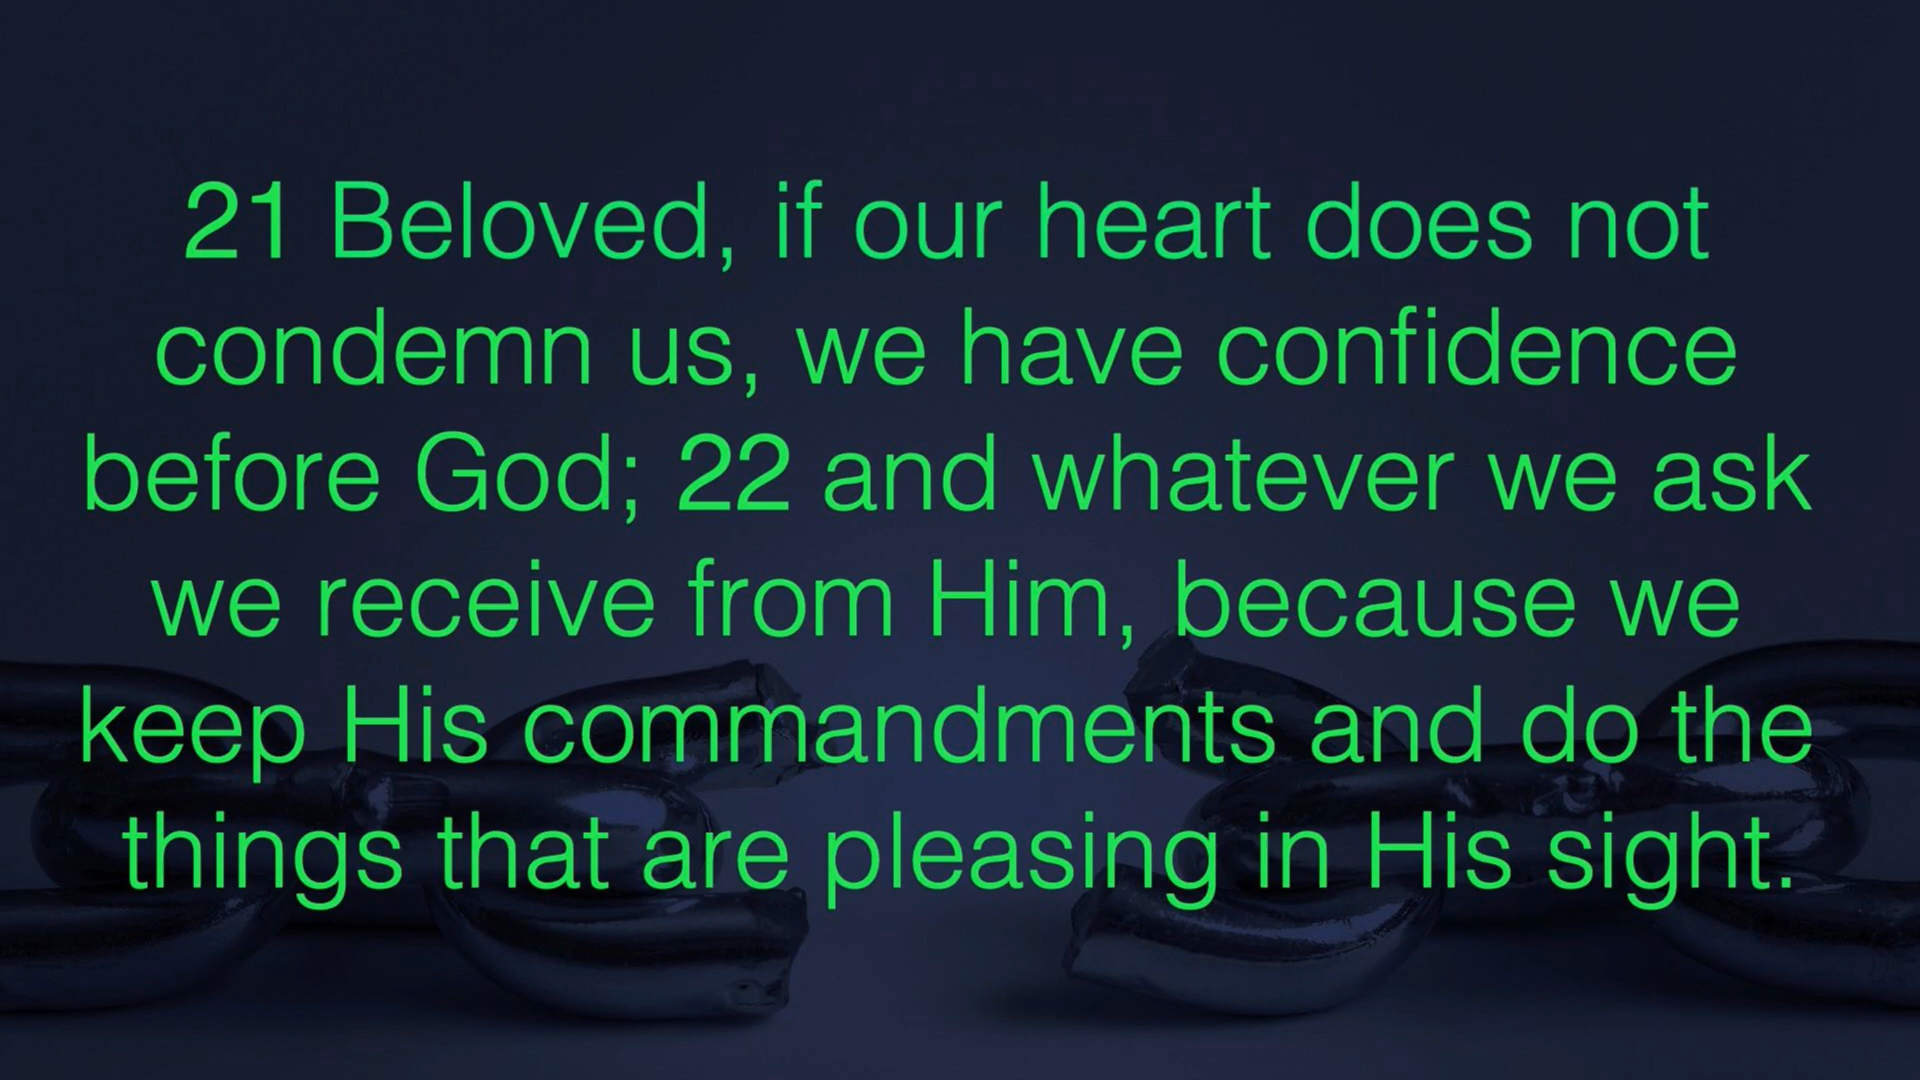 21 Beloved, if our heart does not
condemn us, we have confidence
before God; 22 and whatever we ask
we receive from Him, because we
keep His commandments and do the
things that are pleasing in His sight.